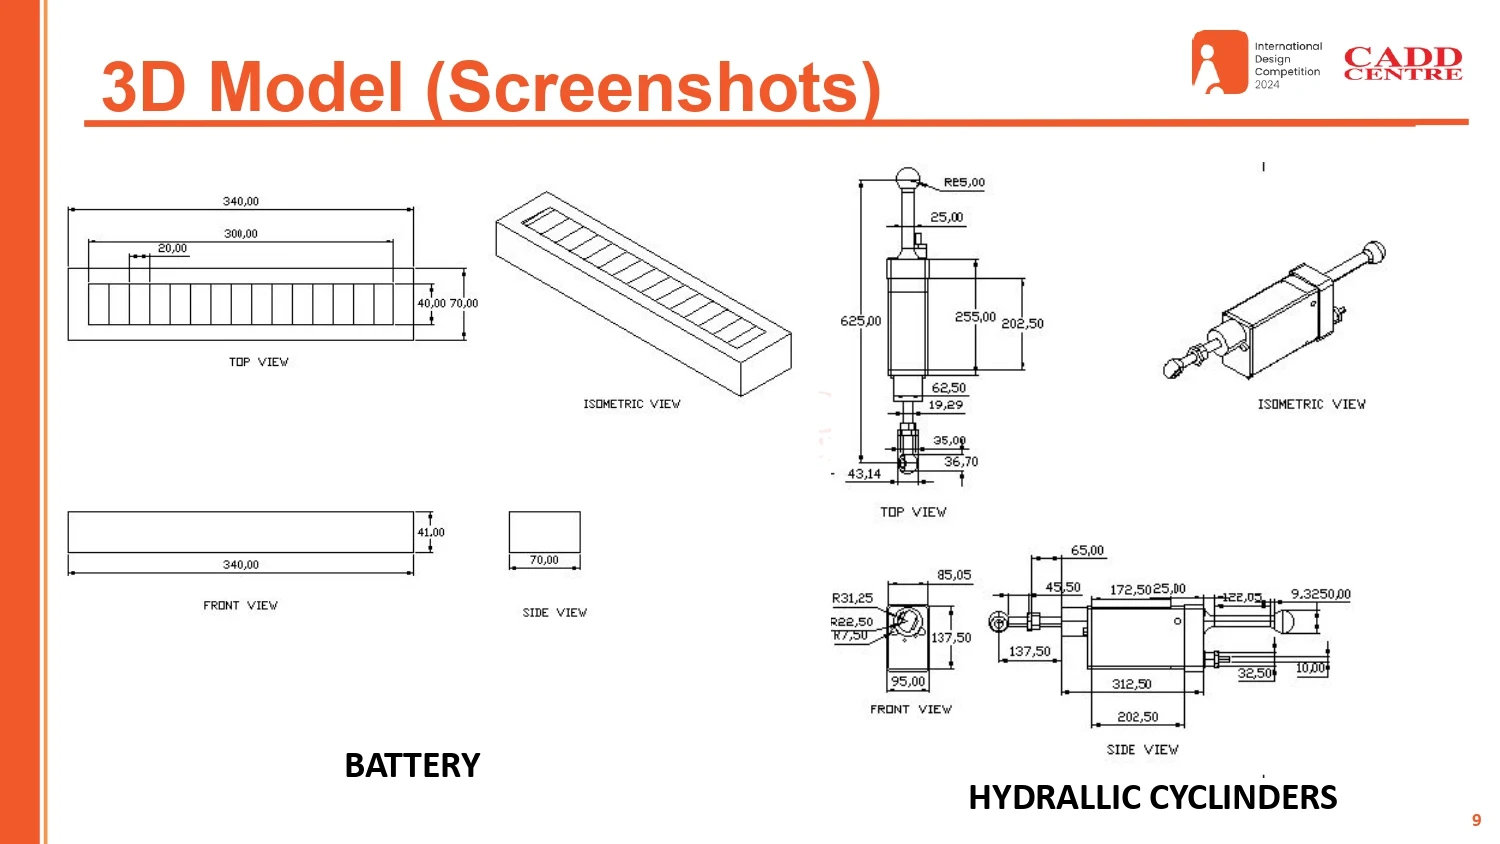 3D Model (Screenshots)
International
Design
Competition
2024
CADD
CENTRE
340,00
300,00
20,00
40,00 70,00
TOP VIEW
ISOMETRIC VIEW
41,00
340,00
FRONT VIEW
70,00
SIDE VIEW
BATTERY
R25,00
25,00
625,00
255,00
202,50
62,50
19,29
35,00
36,70
43,14
TOP VIEW
ISOMETRIC VIEW
85,05
R31,25
R22,50
R7,50
137,50
95,00
FRONT VIEW
65,00
45,50
172,50
25,00
122,05
9.32
50,00
137,50
312,50
32,50
10,00
202,50
SIDE VIEW
HYDRALLIC CYCLINDERS
9